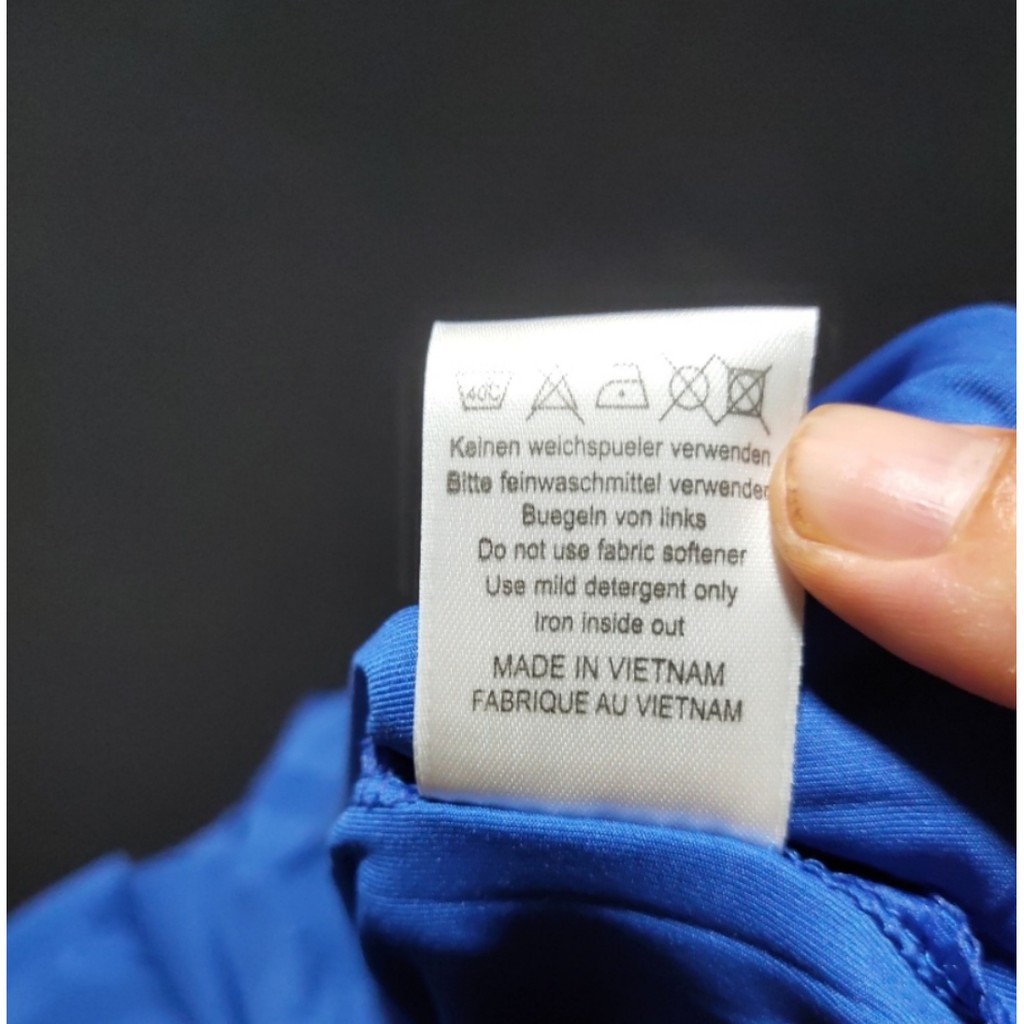 40C
Keinen weichspueler verwenden
Bitte feinwaschmittel verwenden
Buegeln von links
Do not use fabric softener
Use mild detergent only
Iron inside out
MADE IN VIETNAM
FABRIQUE AU VIETNAM